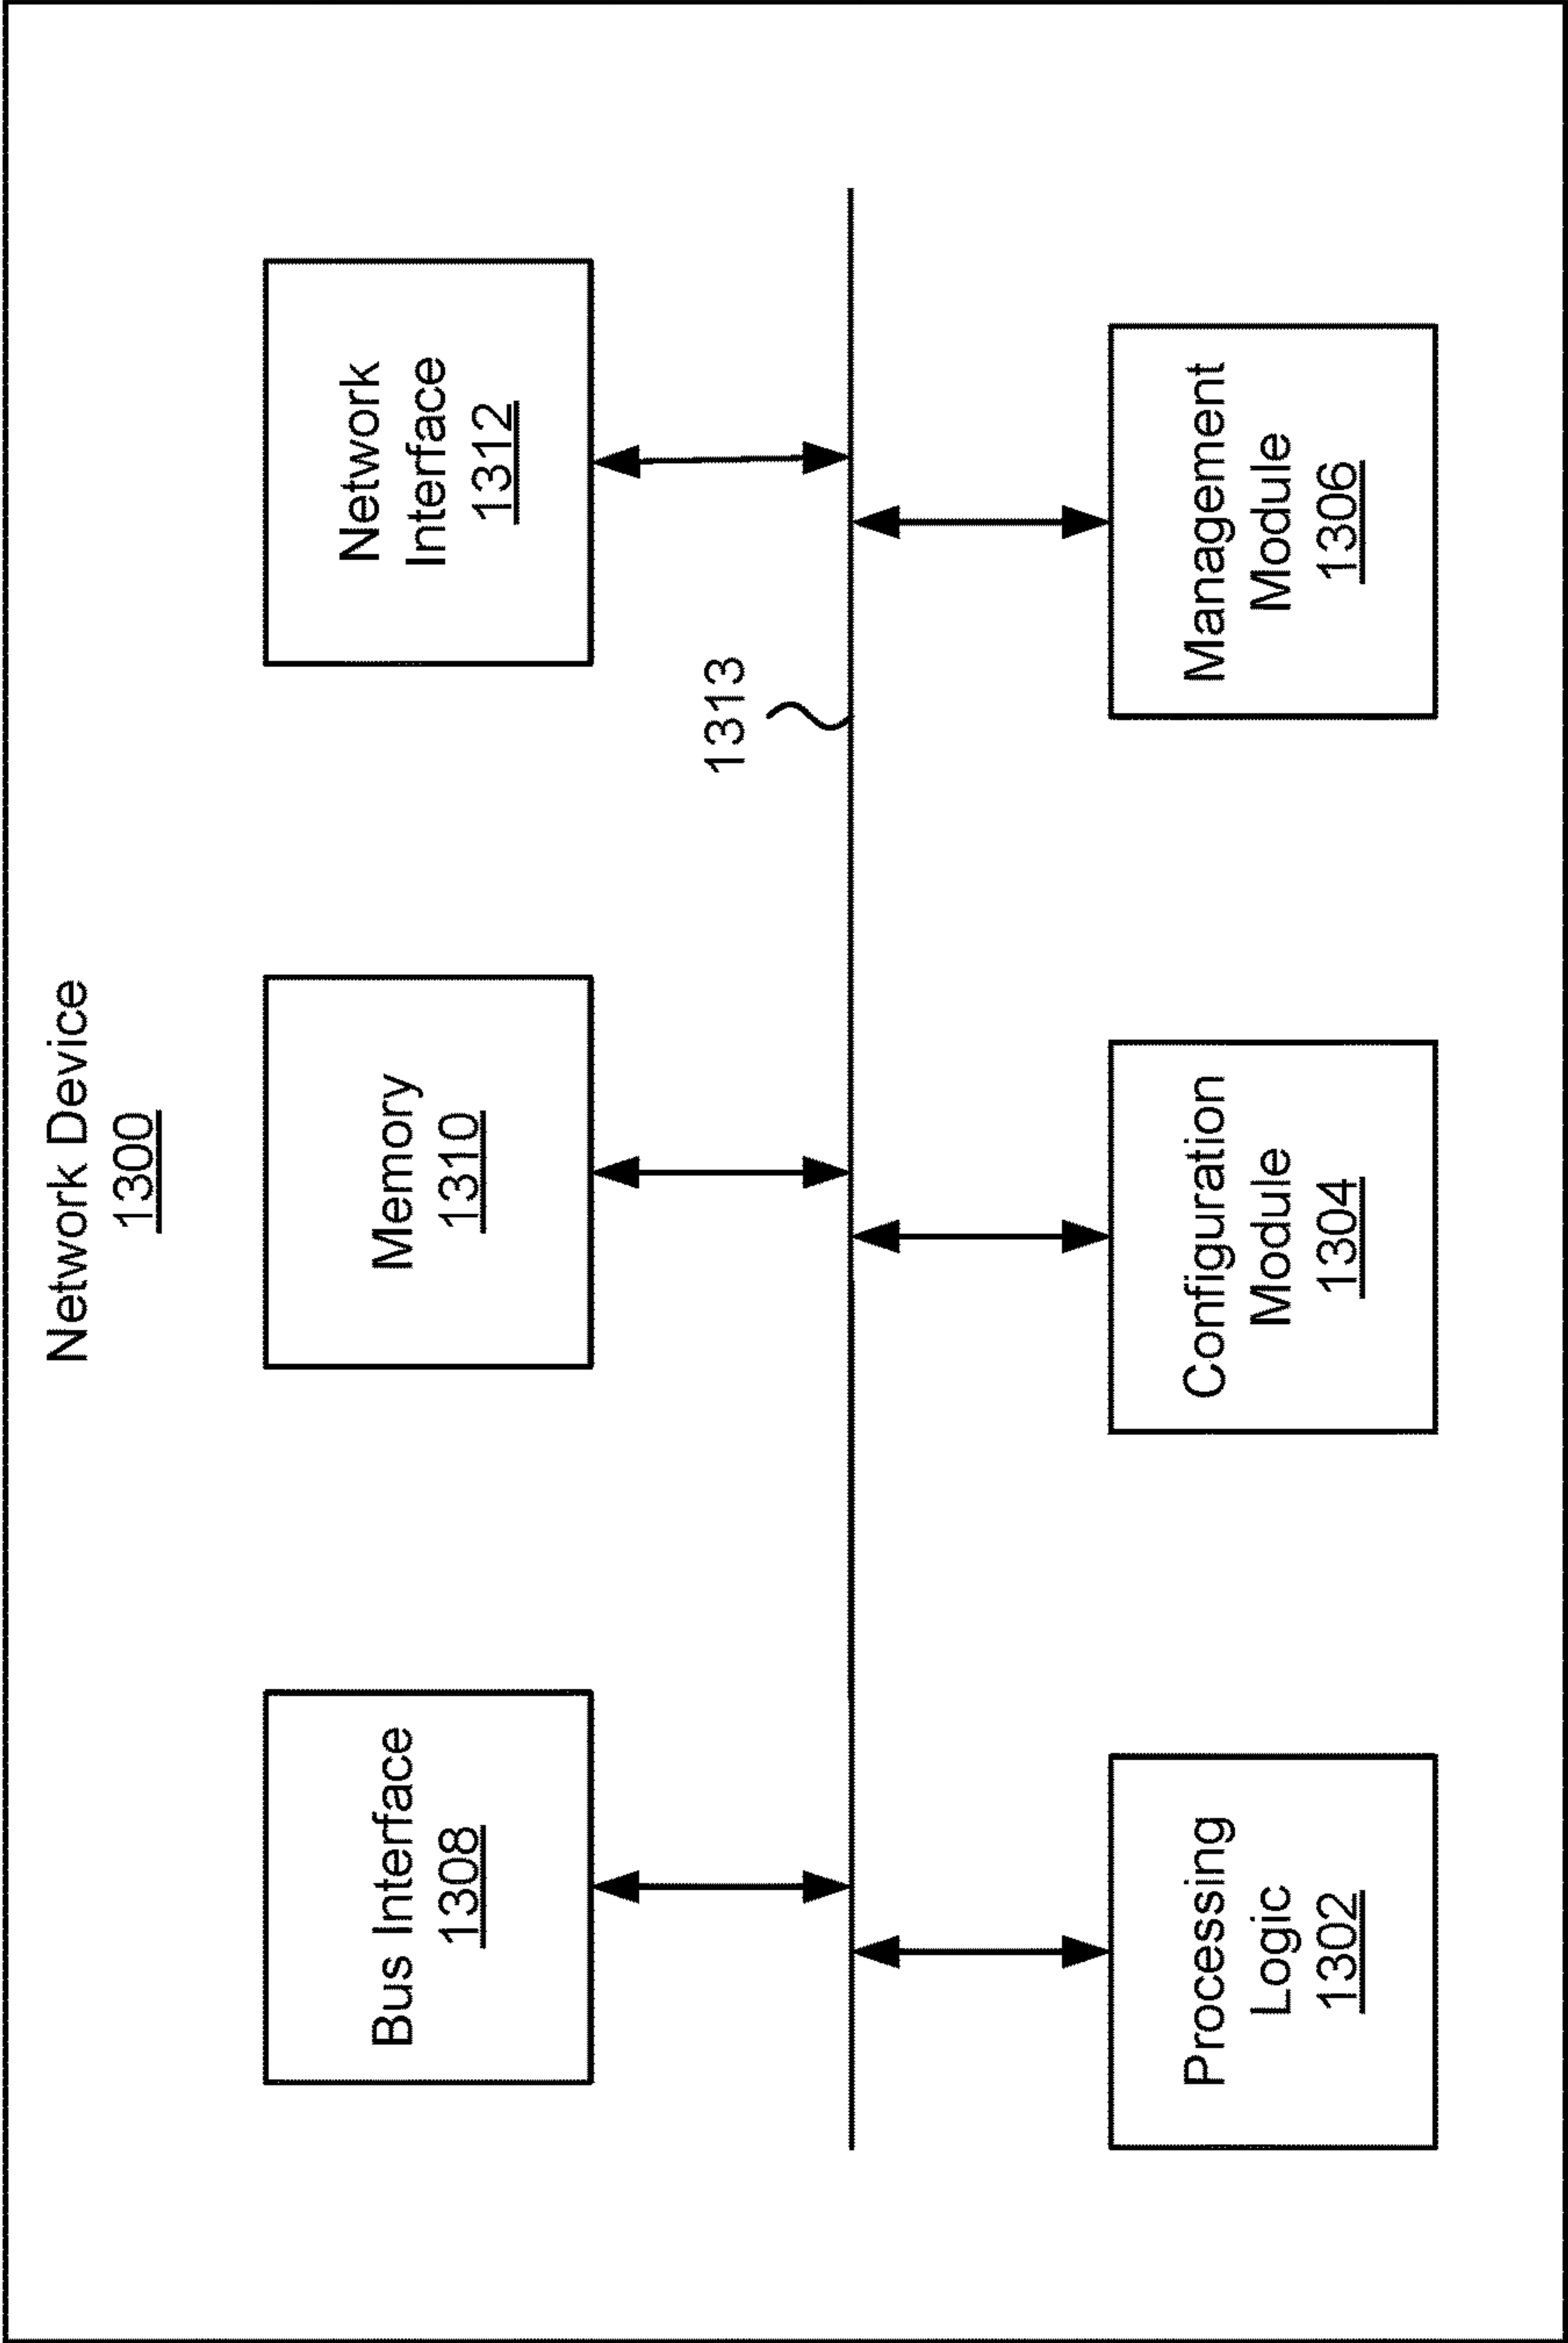 Network Device
1300
Bus Interface
1308
Memory
1310
Network
Interface
1312
1313
Processing
Logic
1302
Configuration
Module
1304
Management
Module
1306